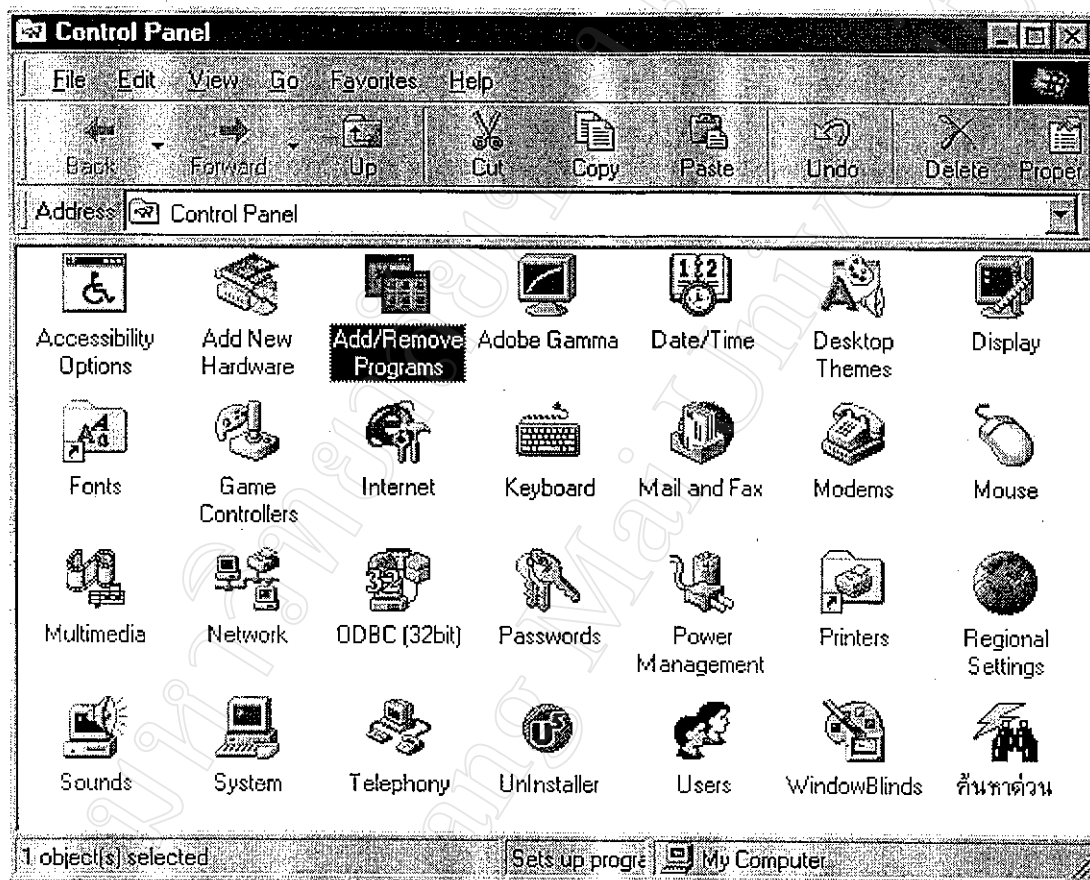 Control Panel
File Edit View Go Favorites Help
Back Forward Up Cut Copy Paste Undo Delete Proper
Address Control Panel
Accessibility Options
Add New Hardware
Add/Remove Programs
Adobe Gamma
Date/Time
Desktop Themes
Display
Fonts
Game Controllers
Internet
Keyboard
Mail and Fax
Modems
Mouse
Multimedia
Network
ODBC (32bit)
Passwords
Power Management
Printers
Regional Settings
Sounds
System
Telephony
UnInstaller
Users
WindowBlinds
ค้นหาด่วน
1 object(s) selected
Sets up progra
My Computer